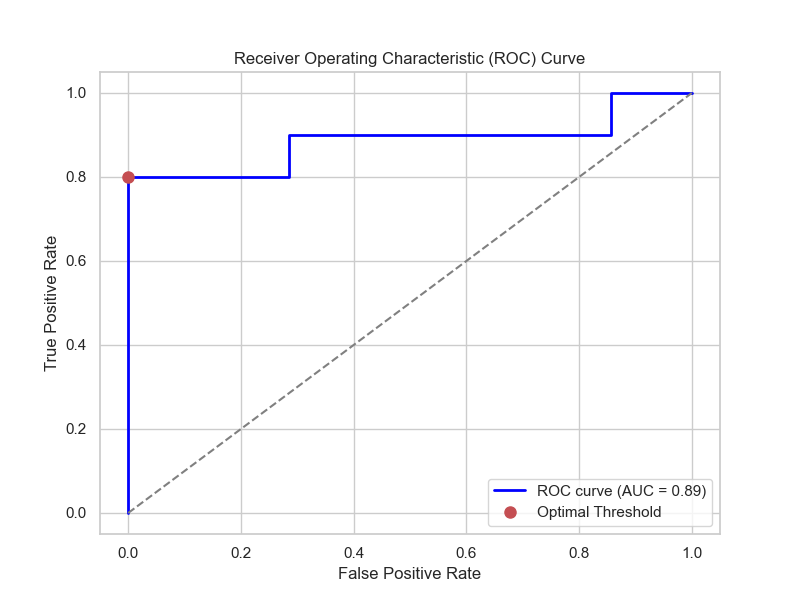 Receiver Operating Characteristic (ROC) Curve
True Positive Rate
1.0
0.8
0.6
0.4
0.2
0.0
ROC curve (AUC = 0.89)
Optimal Threshold
0.0 0.2 0.4 0.6 0.8 1.0
False Positive Rate